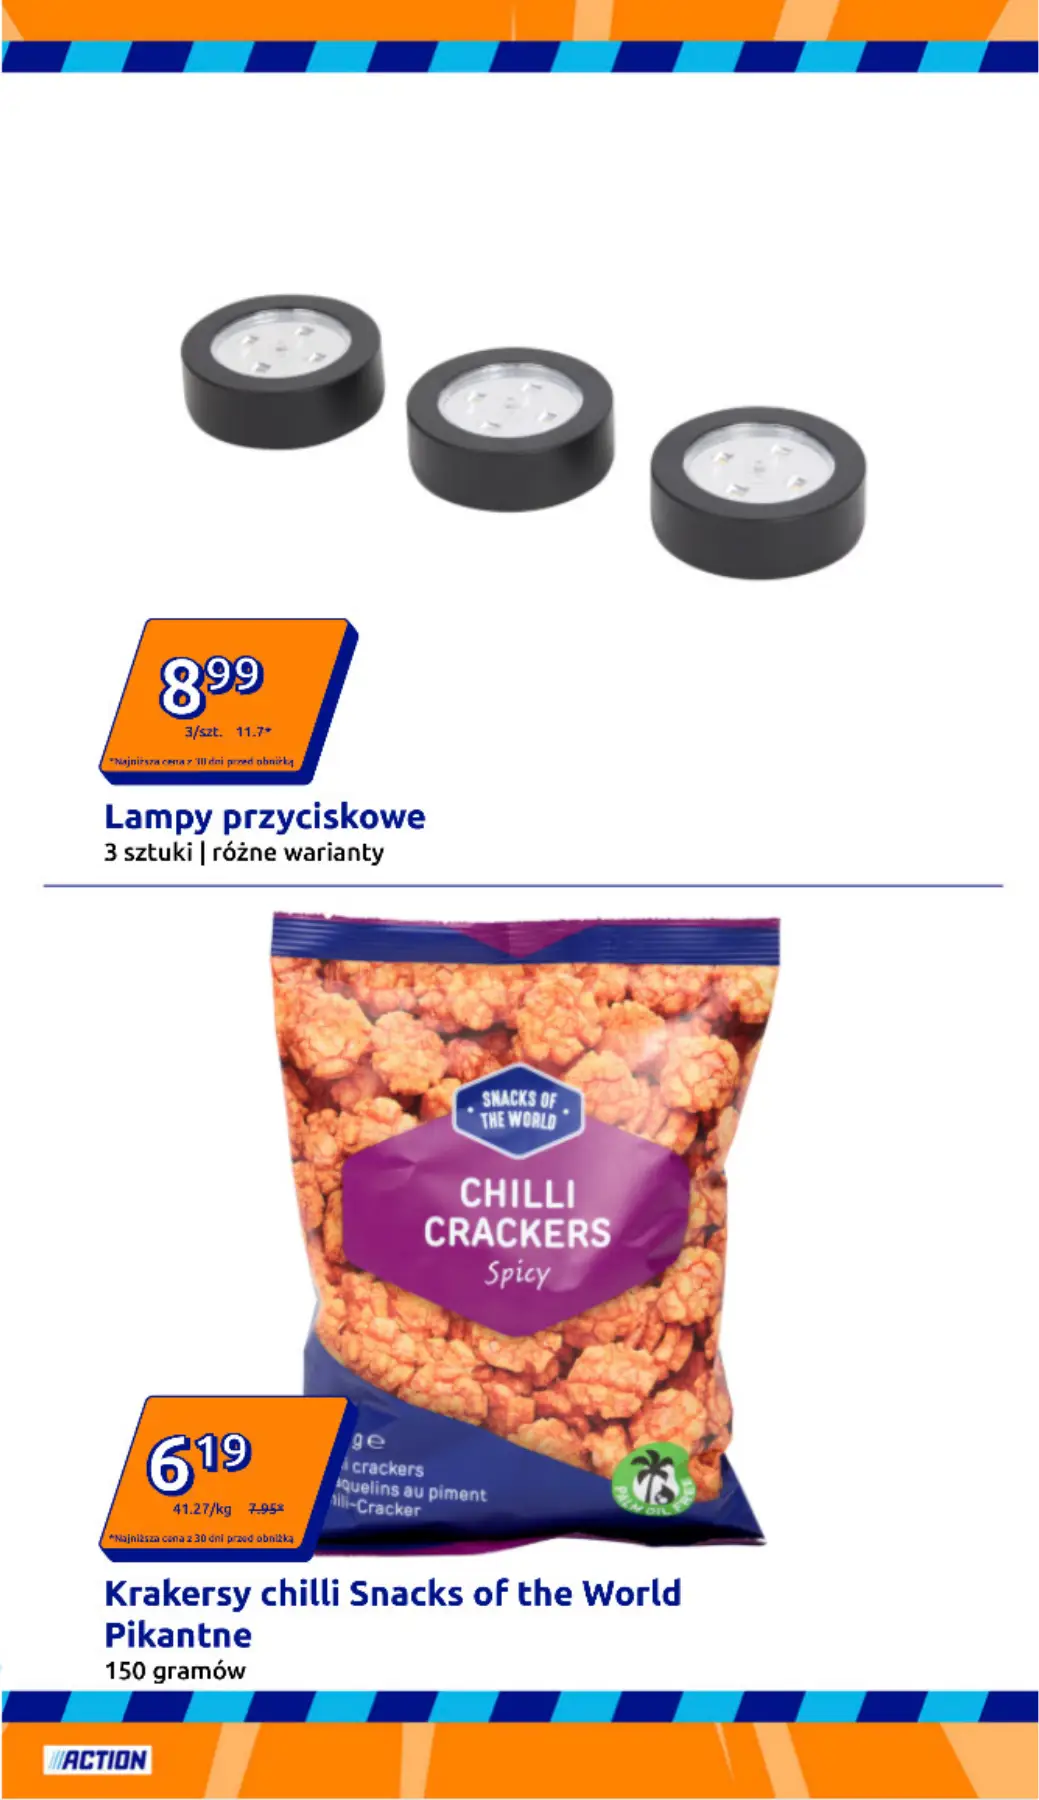 8⁹⁹
3/szt. 11.7*
*Najniższa cena z 30 dni przed obniżką
Lampy przyciskowe
3 sztuki | różne warianty
SNACKS OF
THE WORLD
CHILLI
CRACKERS
Spicy
g e
crackers
au piment
-Cracker
PALM OIL FREE
6¹⁹
41.27/kg 7.95*
*Najniższa cena z 30 dni przed obniżką
Krakersy chilli Snacks of the World
Pikantne
150 gramów
ACTION